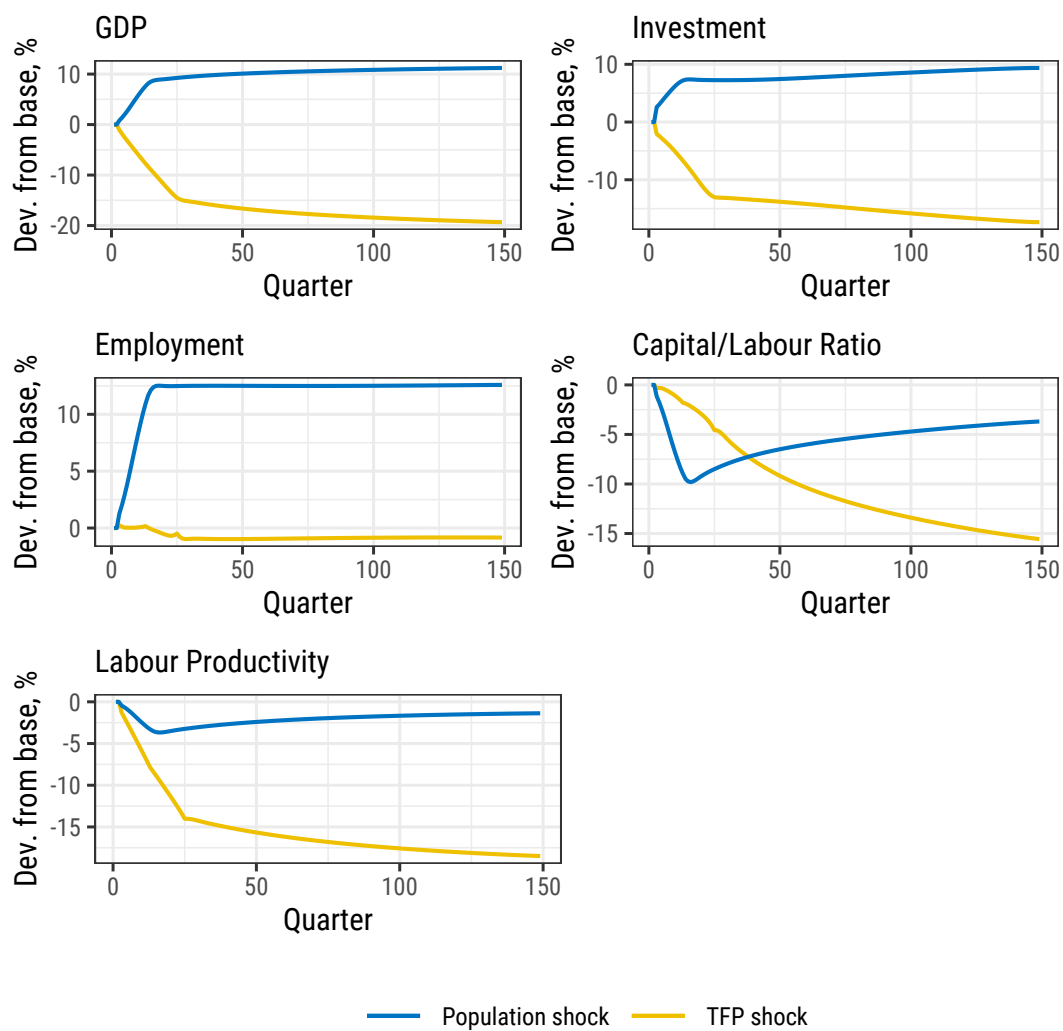 GDP
Dev. from base, %
10
0
-10
-20
0 50 100 150
Quarter
Investment
Dev. from base, %
10
0
-10
0 50 100 150
Quarter
Employment
Dev. from base, %
10
5
0
0 50 100 150
Quarter
Capital/Labour Ratio
Dev. from base, %
0
-5
-10
-15
0 50 100 150
Quarter
Labour Productivity
Dev. from base, %
0
-5
-10
-15
0 50 100 150
Quarter
Population shock TFP shock